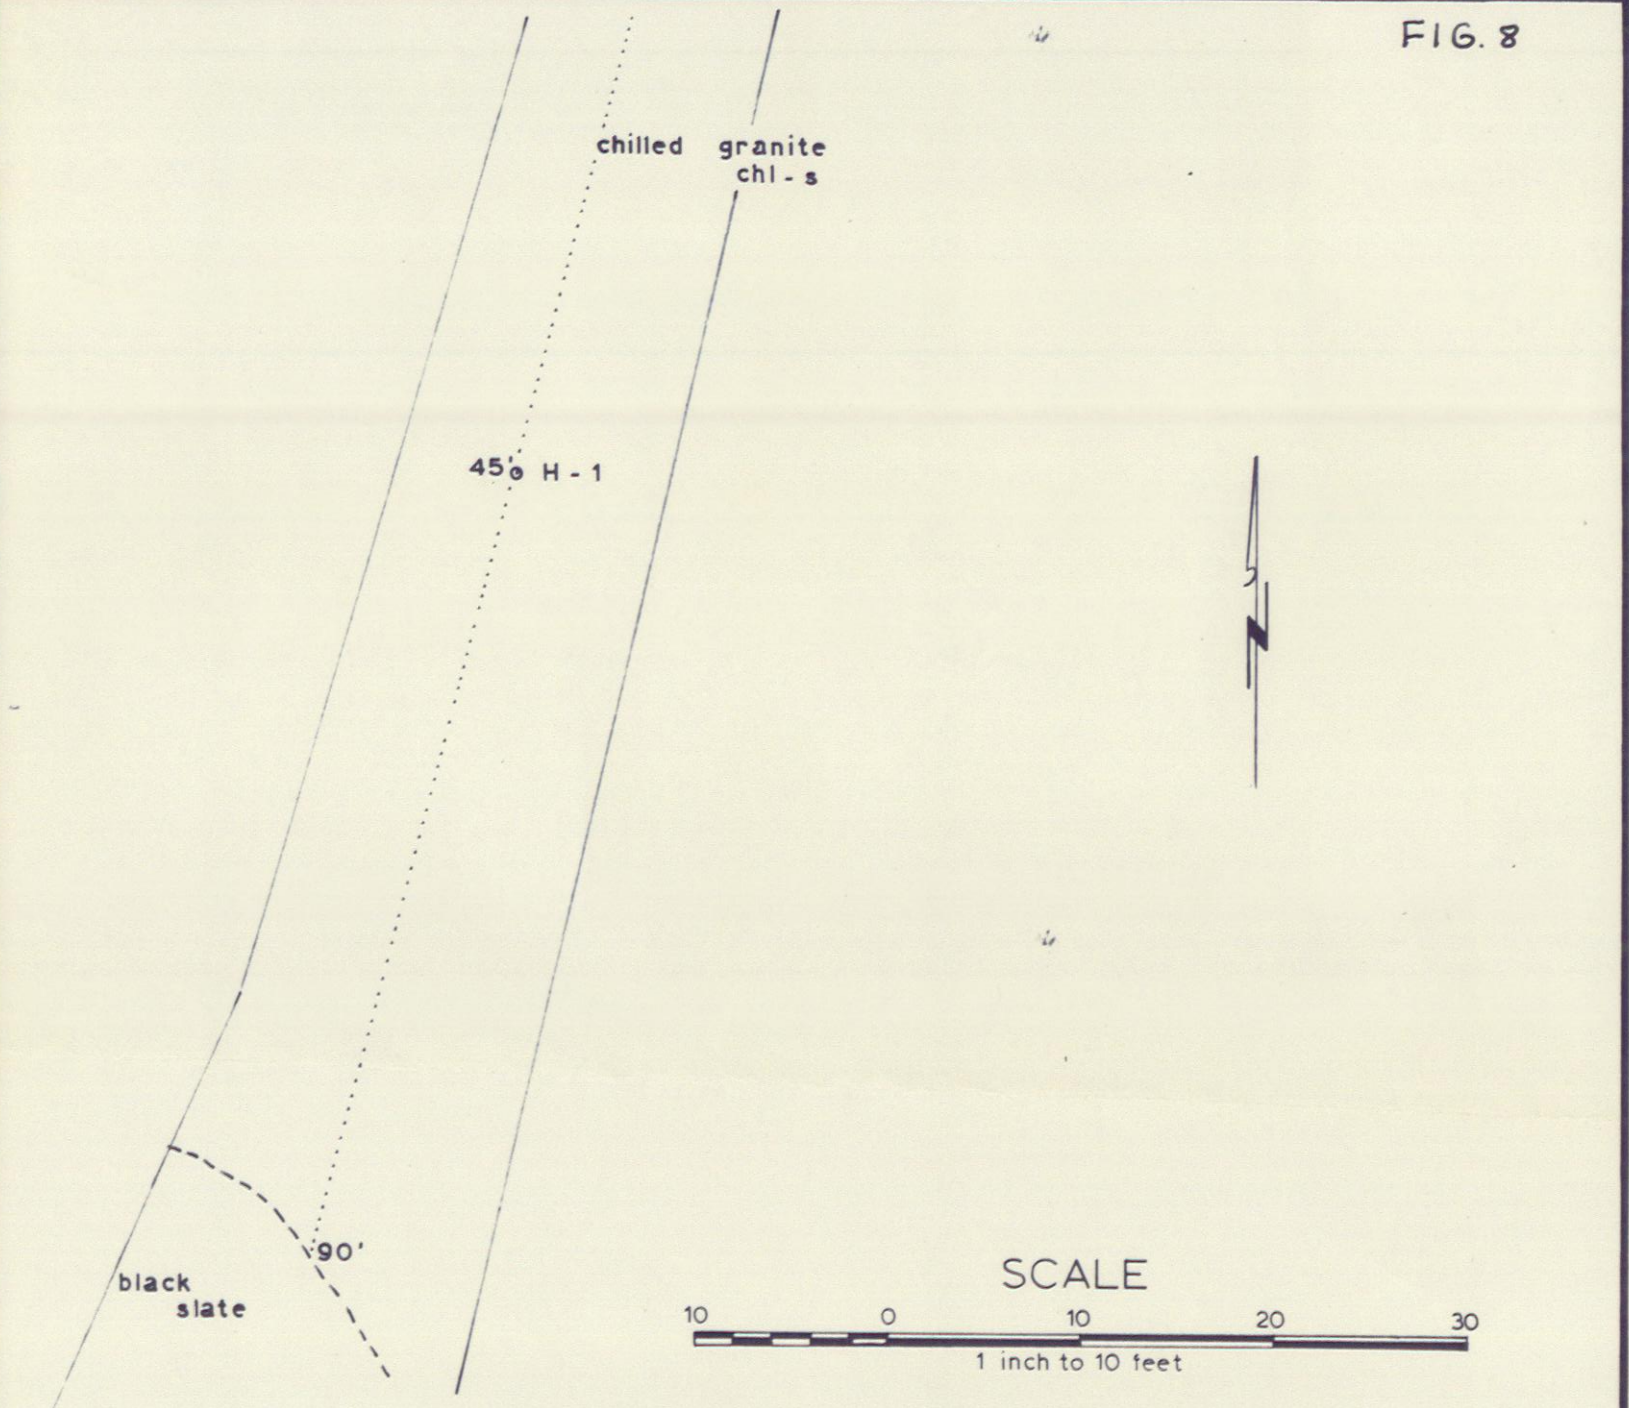 FIG. 8
chilled granite
chl - s
45' H - 1
N
90'
black
slate
SCALE
10 0 10 20 30
1 inch to 10 feet